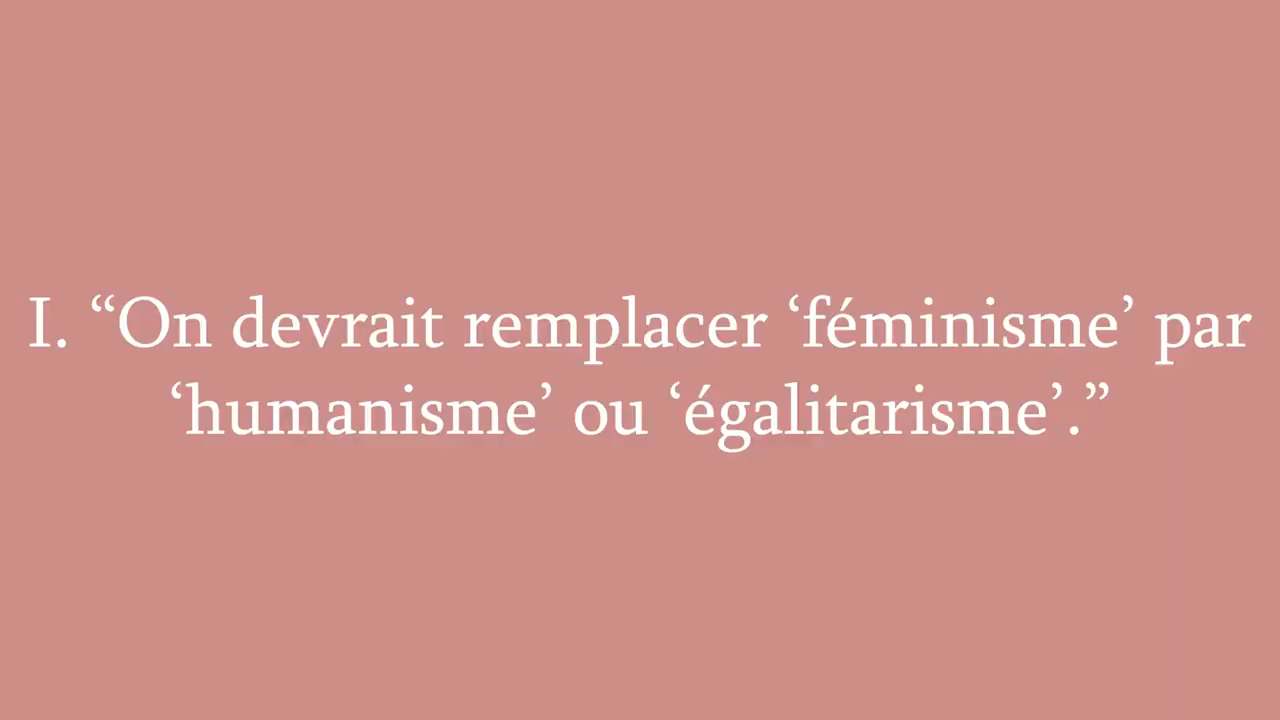 I. “On devrait remplacer ‘féminisme’ par
‘humanisme’ ou ‘égalitarisme’.”